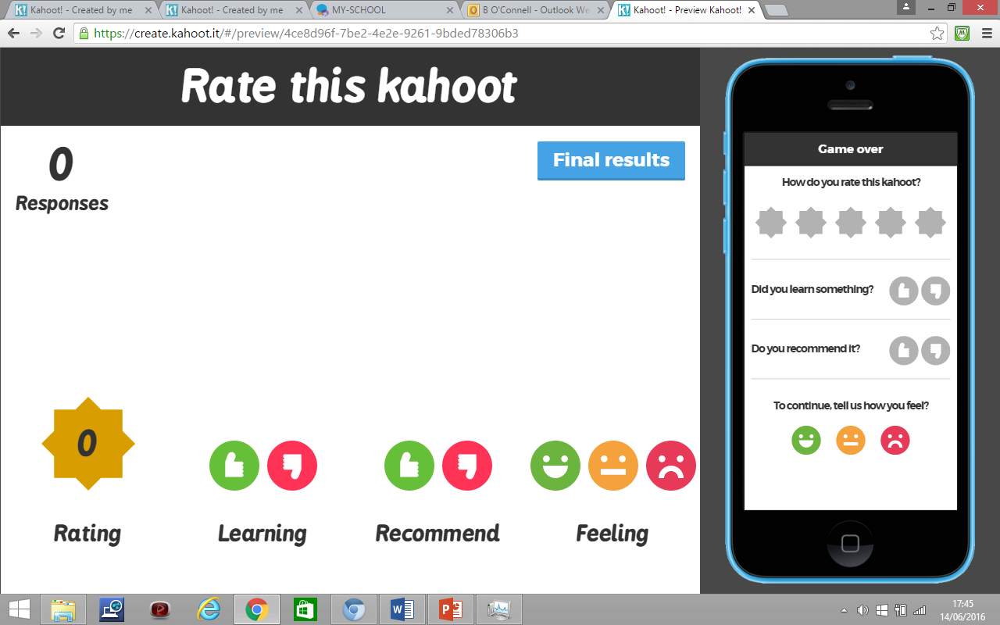 Kahoot! - Created by me
Kahoot! - Created by me
MY-SCHOOL
B O'Connell - Outlook We
Kahoot! - Preview Kahoot!
https://create.kahoot.it/#/preview/4ce8d96f-7be2-4e2e-9261-9bded78306b3
Rate this kahoot
0
Responses
Final results
0
Rating
Learning
Recommend
Feeling
Game over
How do you rate this kahoot?
Did you learn something?
Do you recommend it?
To continue, tell us how you feel?
17:45
14/06/2016